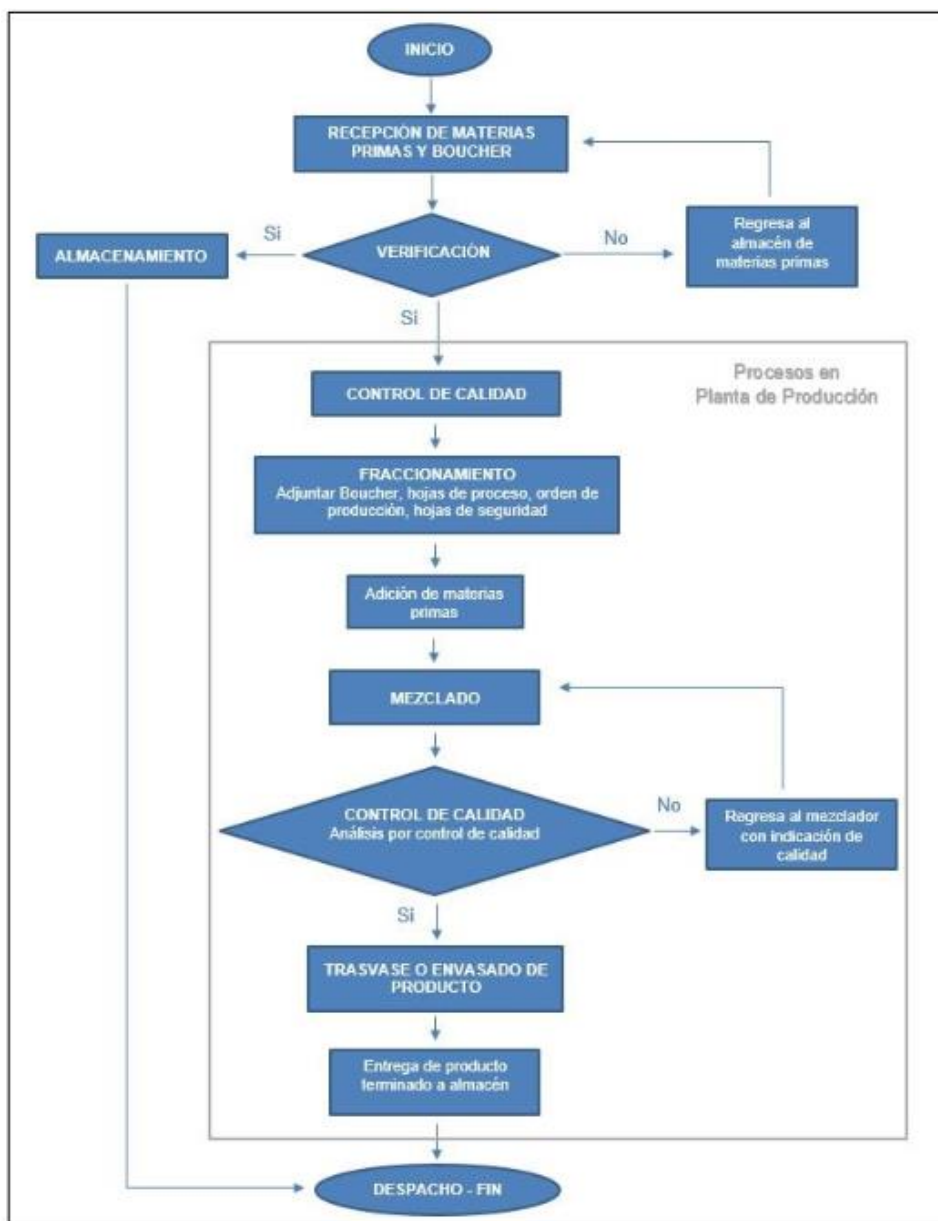 INICIO
RECEPCIÓN DE MATERIAS
PRIMAS Y BOUCHER
Si
VERIFICACIÓN
No
ALMACENAMIENTO
Regresa al
almacén de
materias primas
Si
Procesos en
Planta de Producción
CONTROL DE CALIDAD
FRACCIONAMIENTO
Adjuntar Boucher, hojas de proceso, orden de
producción, hojas de seguridad
Adición de materias
primas
MEZCLADO
CONTROL DE CALIDAD
Análisis por control de calidad
No
Regresa al mezclador
con indicación de
calidad
Si
TRASVASE O ENVASADO DE
PRODUCTO
Entrega de producto
terminado a almacén
DESPACHO - FIN